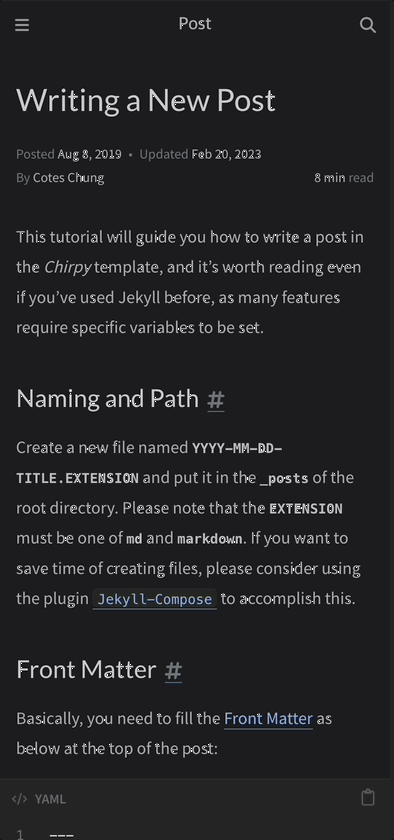 Post
Writing a New Post
Posted Aug 8, 2019 • Updated Feb 20, 2023
By Cotes Chung 8 min read
This tutorial will guide you how to write a post in
the Chirpy template, and it's worth reading even
if you've used Jekyll before, as many features
require specific variables to be set.
Naming and Path #
Create a new file named YYYY-MM-DD-
TITLE.EXTENSION and put it in the _posts of the
root directory. Please note that the EXTENSION
must be one of md and markdown. If you want to
save time of creating files, please consider using
the plugin Jekyll-Compose to accomplish this.
Front Matter #
Basically, you need to fill the Front Matter as
below at the top of the post:
</> YAML
1 ---